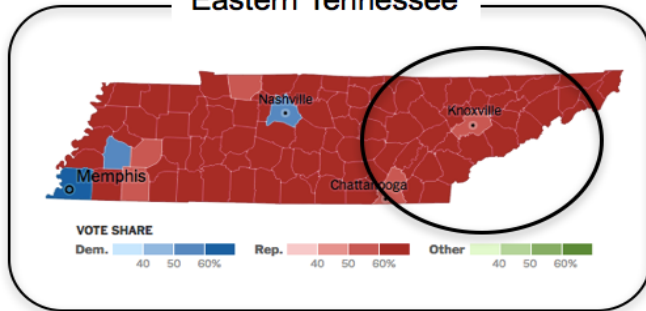 Eastern Tennessee
Nashville
Knoxville
Memphis
Chattanooga
VOTE SHARE
Dem. 40 50 60% Rep. 40 50 60% Other 40 50 60%